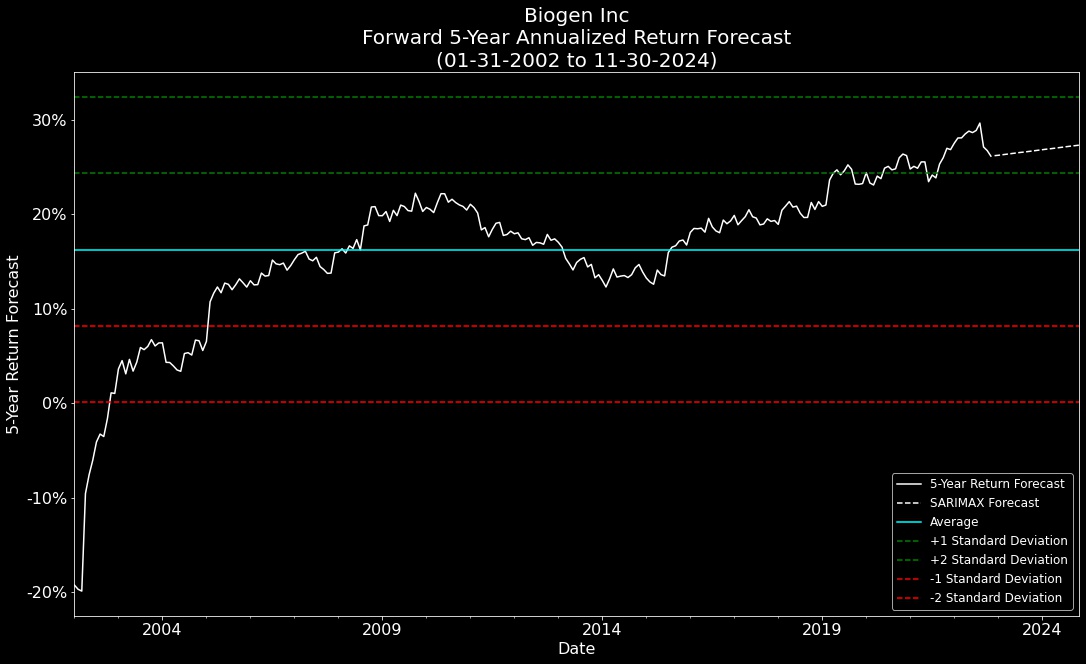 Biogen Inc
Forward 5-Year Annualized Return Forecast
(01-31-2002 to 11-30-2024)
5-Year Return Forecast
30%
20%
10%
0%
-10%
-20%
2004
2009
2014
2019
2024
Date
5-Year Return Forecast
SARIMAX Forecast
Average
+1 Standard Deviation
+2 Standard Deviation
-1 Standard Deviation
-2 Standard Deviation